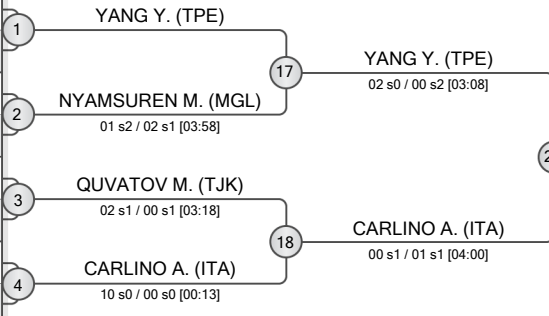 1
YANG Y. (TPE)
17
YANG Y. (TPE)
02 s0 / 00 s2 [03:08]
2
NYAMSUREN M. (MGL)
01 s2 / 02 s1 [03:58]
3
QUVATOV M. (TJK)
02 s1 / 00 s1 [03:18]
18
CARLINO A. (ITA)
00 s1 / 01 s1 [04:00]
4
CARLINO A. (ITA)
10 s0 / 00 s0 [00:13]